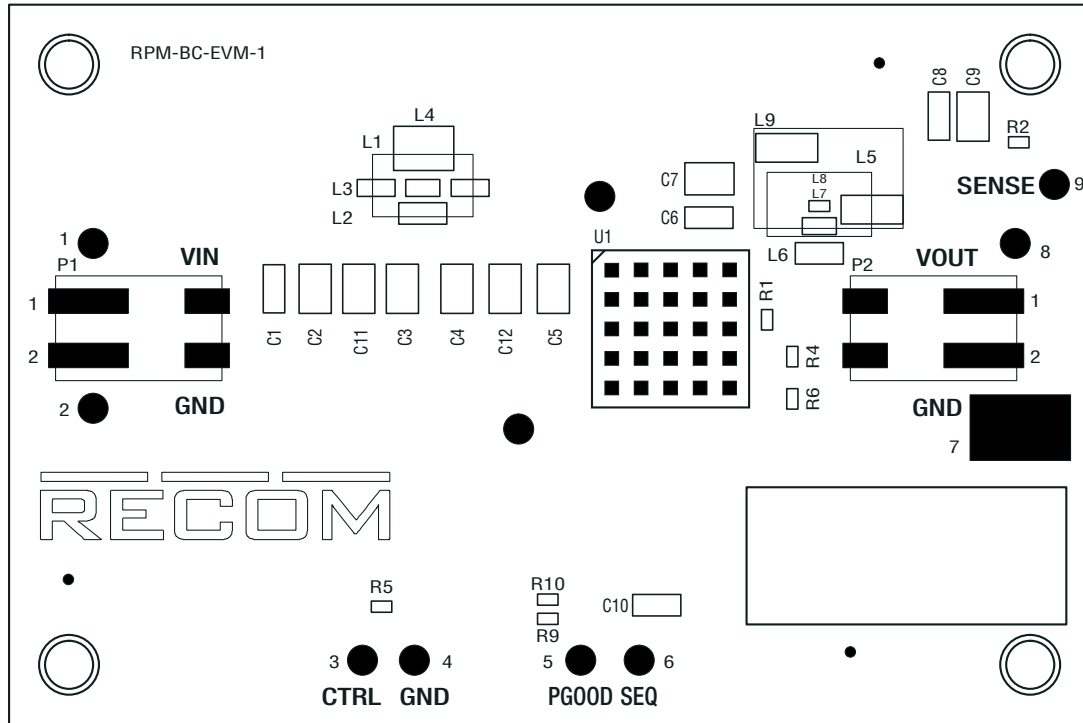 RPM-BC-EVM-1
C8
C9
L4
L9
R2
L1
L5
L8
C7
L3
L7
SENSE
9
L2
C6
1
VIN
U1
L6
VOUT
8
P1
P2
1
R1
1
C1
C2
C11
C3
C4
C12
C5
2
R4
2
2
GND
R6
GND
7
RECOM
R5
R10
C10
R9
3
4
5
6
CTRL
GND
PGOOD
SEQ